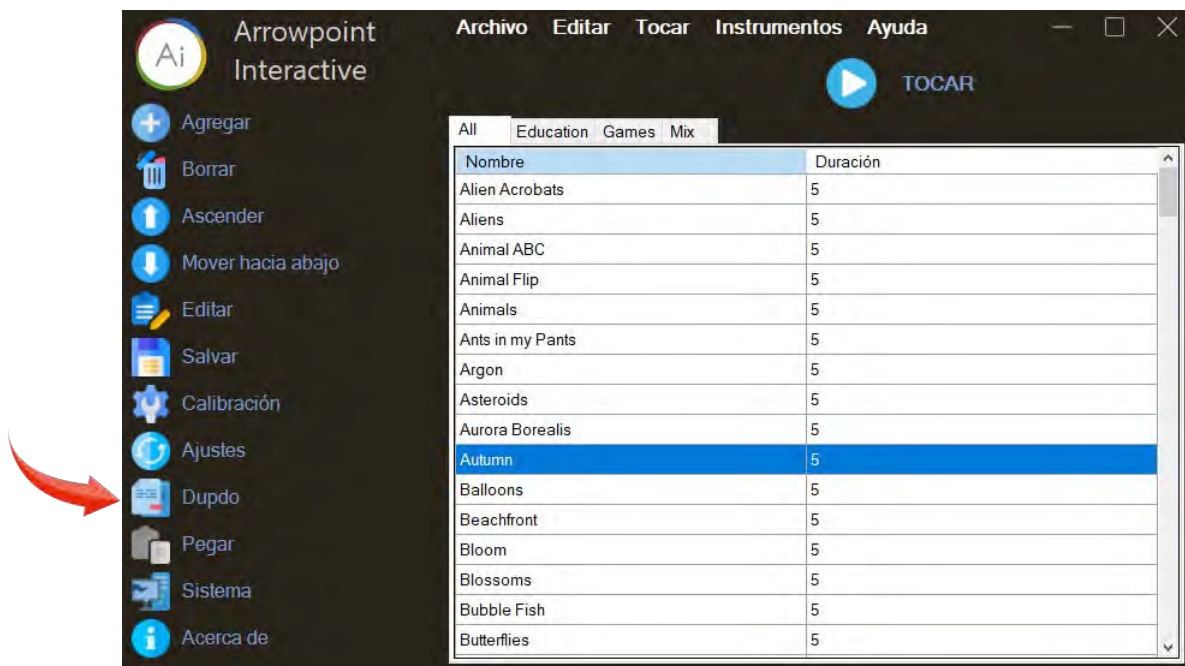 Ai
Arrowpoint
Interactive
Archivo Editar Tocar Instrumentos Ayuda
TOCAR
Agregar
Borrar
Ascender
Mover hacia abajo
Editar
Salvar
Calibración
Ajustes
Dupdo
Pegar
Sistema
Acerca de
All Education Games Mix
Nombre Duración
Alien Acrobats 5
Aliens 5
Animal ABC 5
Animal Flip 5
Animals 5
Ants in my Pants 5
Argon 5
Asteroids 5
Aurora Borealis 5
Autumn 5
Balloons 5
Beachfront 5
Bloom 5
Blossoms 5
Bubble Fish 5
Butterflies 5